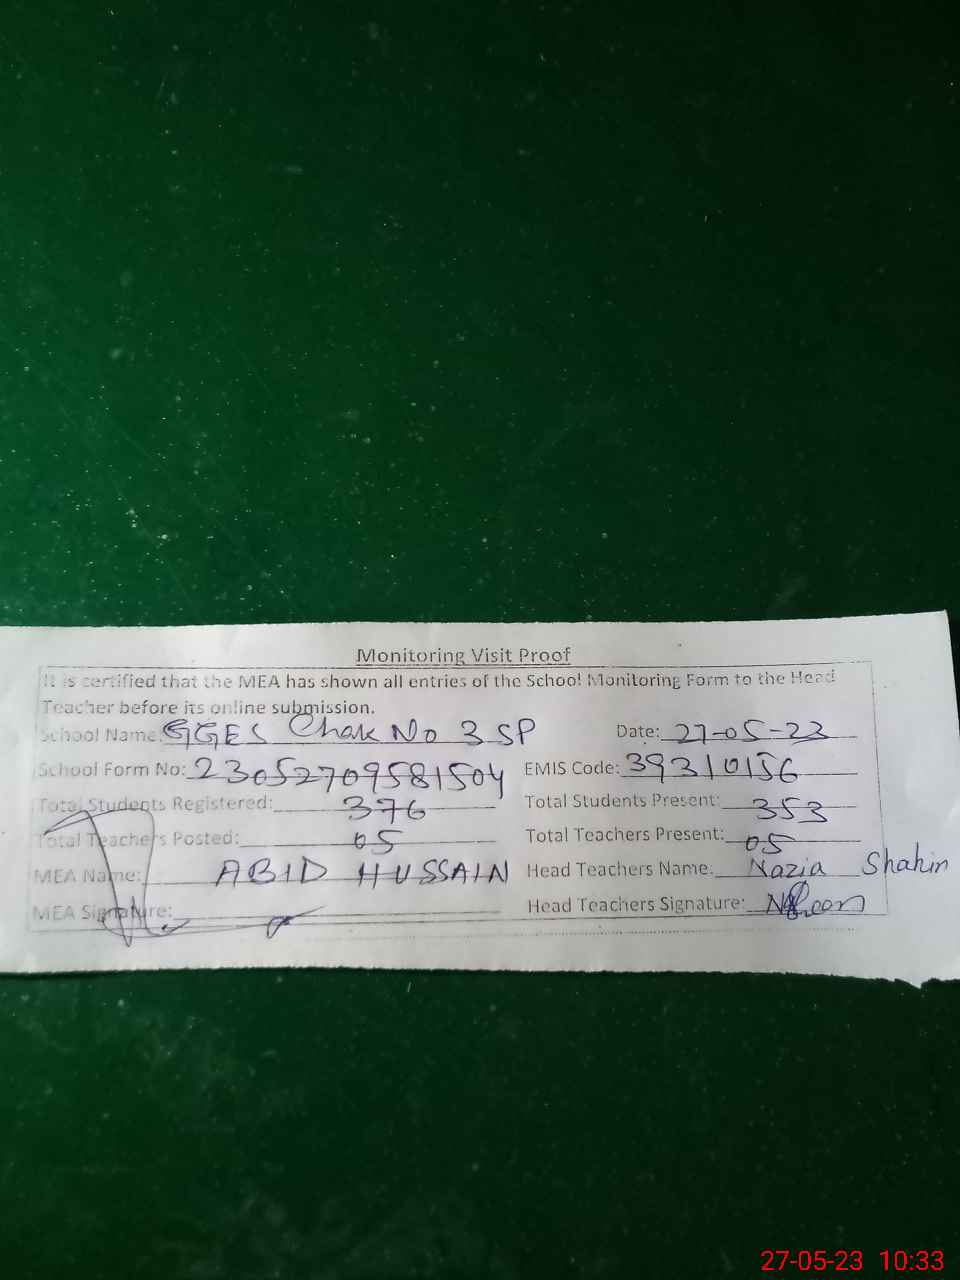 Monitoring Visit Proof
It is certified that the MEA has shown all entries of the School Monitoring Form to the Head
Teacher before its online submission.
School Name: GGES Chak No 3 SP Date: 27-05-23
School Form No: 23052709581504 EMIS Code: 39310156
Total Students Registered: 376 Total Students Present: 353
Total Teachers Posted: 05 Total Teachers Present: 05
MEA Name: ABID HUSSAIN Head Teachers Name: Nazia Shahin
MEA Signature: Head Teachers Signature:
27-05-23 10:33